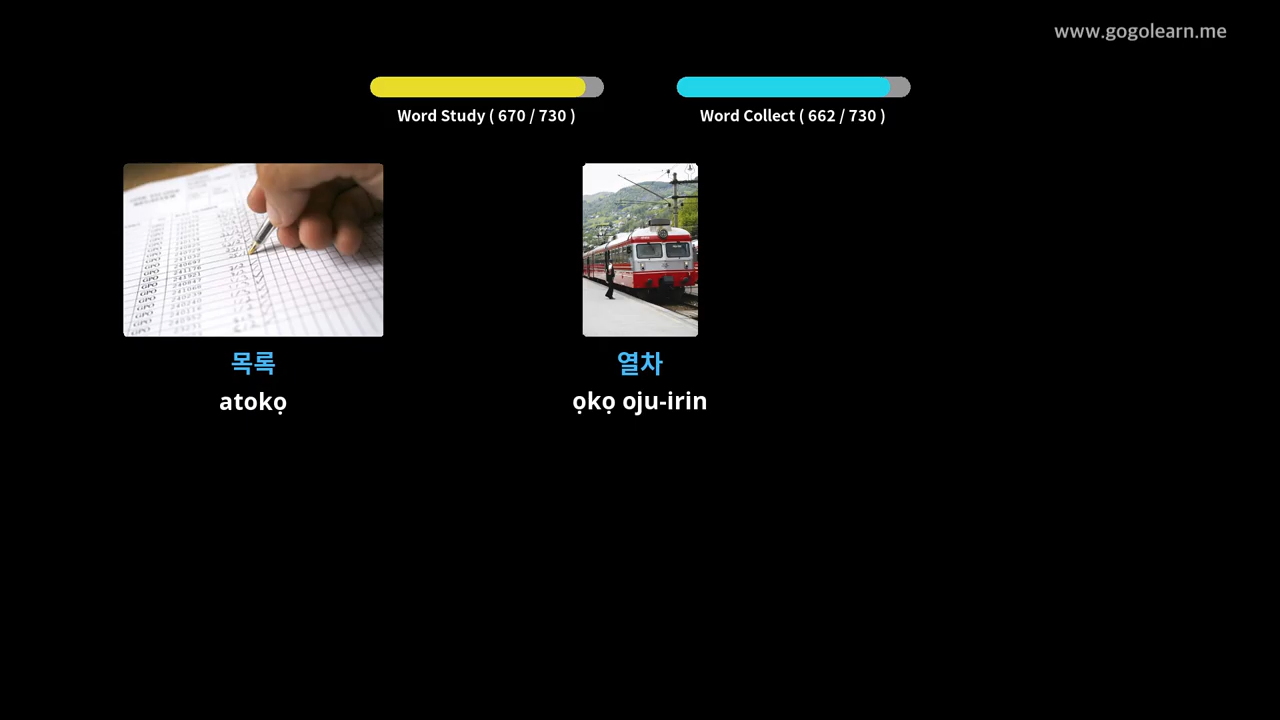 www.gogolearn.me
Word Study ( 670 / 730 )
Word Collect ( 662 / 730 )
목록
atokọ
열차
ọkọ oju-irin